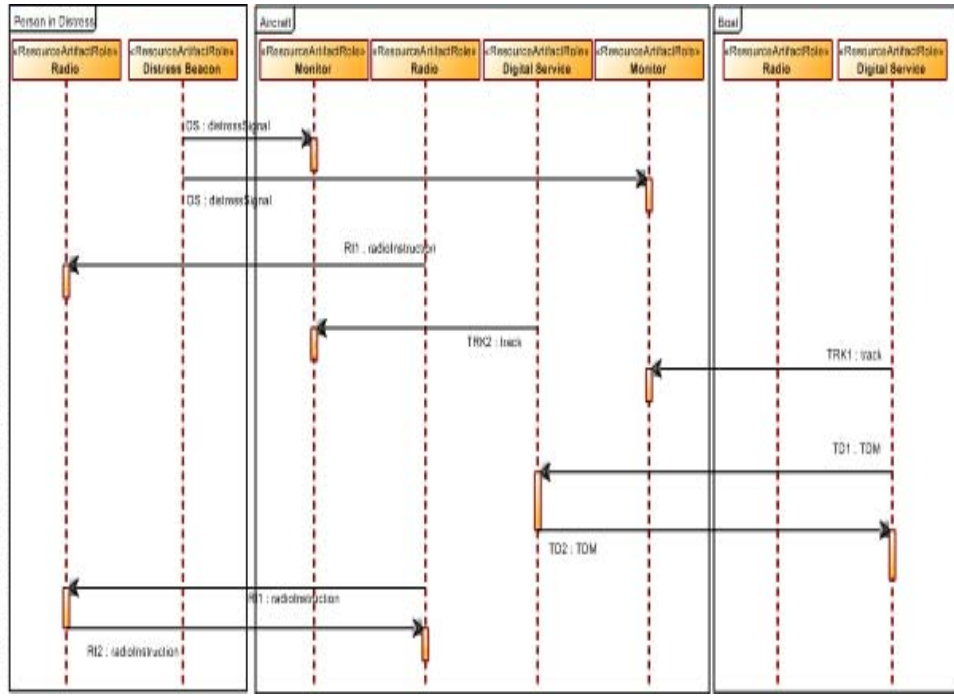 Person in Distress
Aircraft
Boat
«ResourceArtifactRole»
Radio
«ResourceArtifactRole»
Distress Beacon
«ResourceArtifactRole»
Monitor
«ResourceArtifactRole»
Radio
«ResourceArtifactRole»
Digital Service
«ResourceArtifactRole»
Monitor
«ResourceArtifactRole»
Radio
«ResourceArtifactRole»
Digital Service
DS : distressSignal
DS : distressSignal
RI1 : radioInstruction
TRK2 : track
TRK1 : track
TD1 : TDM
TD2 : TDM
RI1 : radioInstruction
RI2 : radioInstruction